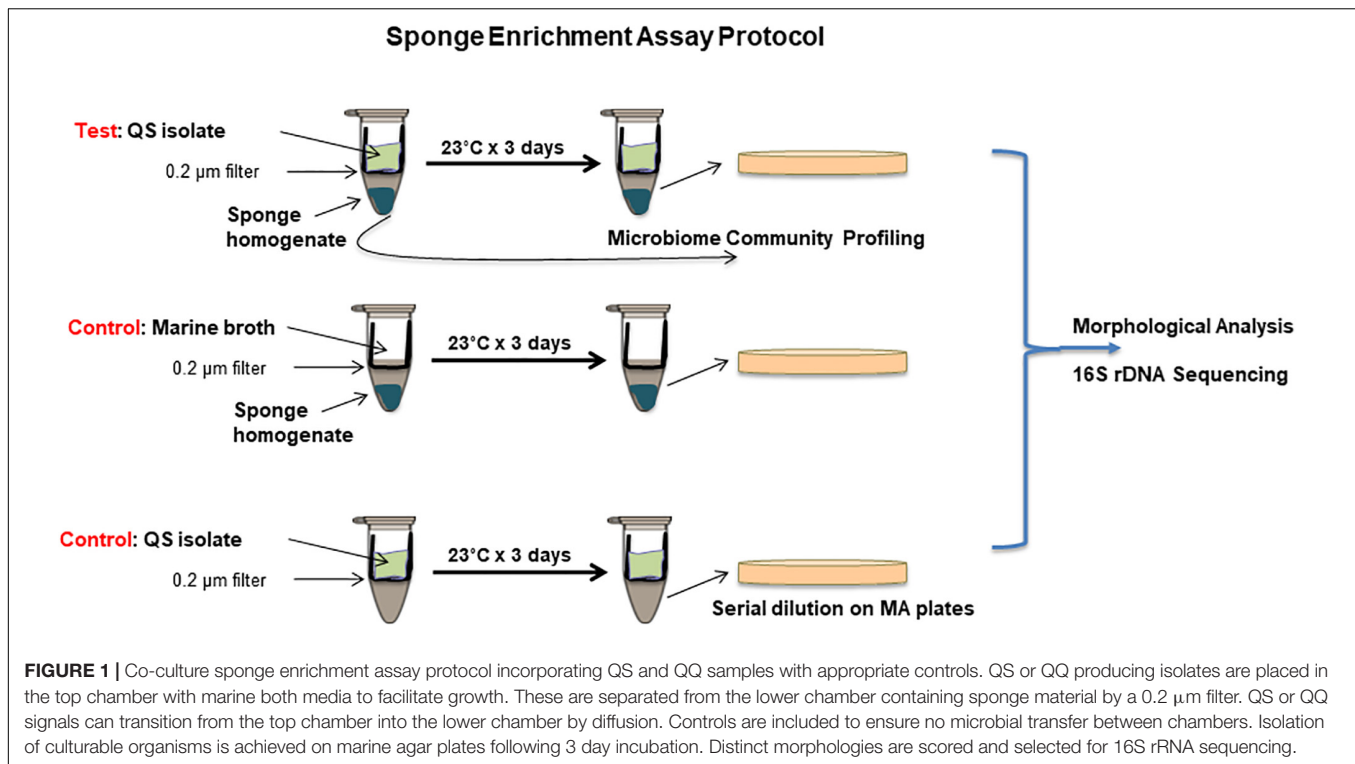 Sponge Enrichment Assay Protocol
Test: QS isolate
0.2 µm filter
Sponge
homogenate
23°C x 3 days
Microbiome Community Profiling
Control: Marine broth
0.2 µm filter
Sponge
homogenate
23°C x 3 days
Morphological Analysis
16S rDNA Sequencing
Control: QS isolate
0.2 µm filter
23°C x 3 days
Serial dilution on MA plates
FIGURE 1 | Co-culture sponge enrichment assay protocol incorporating QS and QQ samples with appropriate controls. QS or QQ producing isolates are placed in
the top chamber with marine both media to facilitate growth. These are separated from the lower chamber containing sponge material by a 0.2 µm filter. QS or QQ
signals can transition from the top chamber into the lower chamber by diffusion. Controls are included to ensure no microbial transfer between chambers. Isolation
of culturable organisms is achieved on marine agar plates following 3 day incubation. Distinct morphologies are scored and selected for 16S rRNA sequencing.